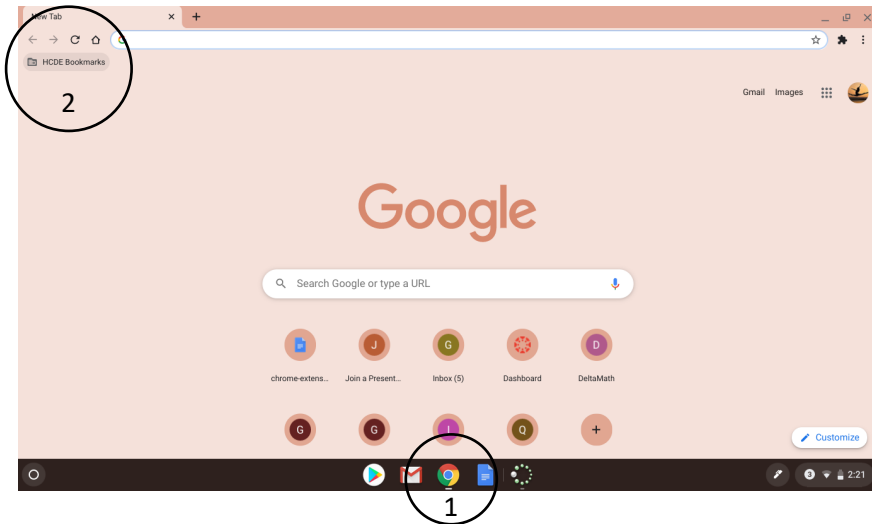 New Tab
HCDE Bookmarks
2
Gmail Images
Google
Search Google or type a URL
J G D
chrome-extens... Join a Present... Inbox (5) Dashboard DeltaMath
G G I Q +
Customize
3 2:21
1